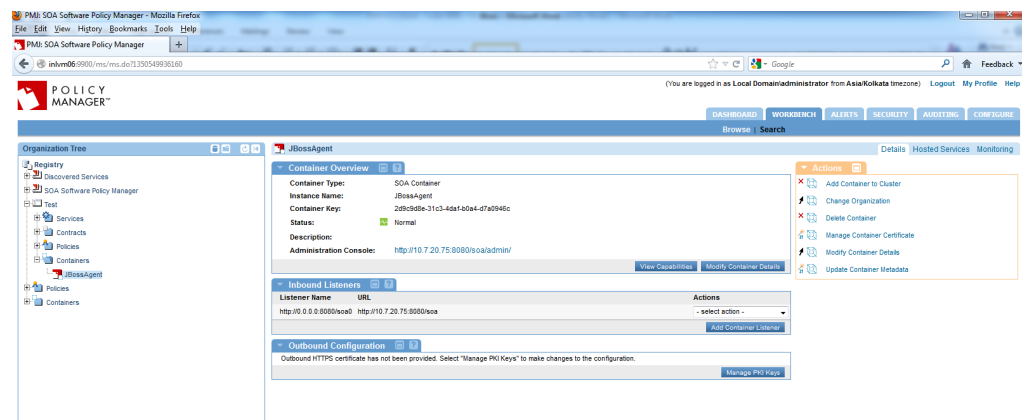 PMJ: SOA Software Policy Manager - Mozilla Firefox
File Edit View History Bookmarks Tools Help
PMJ: SOA Software Policy Manager +
inlvm06:9900/ms/ms.do?1350549936160 Google Feedback
POLICY MANAGER™
(You are logged in as Local Domain\administrator from Asia/Kolkata timezone) Logout My Profile Help
DASHBOARD WORKBENCH ALERTS SECURITY AUDITING CONFIGURE
Browse | Search
Organization Tree
Registry
Discovered Services
SOA Software Policy Manager
Test
Services
Contracts
Policies
Containers
JBossAgent
Policies
Containers
JBossAgent Details Hosted Services Monitoring
Container Overview
Container Type: SOA Container
Instance Name: JBossAgent
Container Key: 2d9c9d8e-31c3-4daf-b0a4-d7a0946c
Status: Normal
Description:
Administration Console: http://10.7.20.75:8080/soa/admin/
View Capabilities Modify Container Details
Inbound Listeners
Listener Name URL Actions
http://0.0.0.0:8080/soa0 http://10.7.20.75:8080/soa - select action -
Add Container Listener
Outbound Configuration
Outbound HTTPS certificate has not been provided. Select "Manage PKI Keys" to make changes to the configuration.
Manage PKI Keys
Actions
Add Container to Cluster
Change Organization
Delete Container
Manage Container Certificate
Modify Container Details
Update Container Metadata